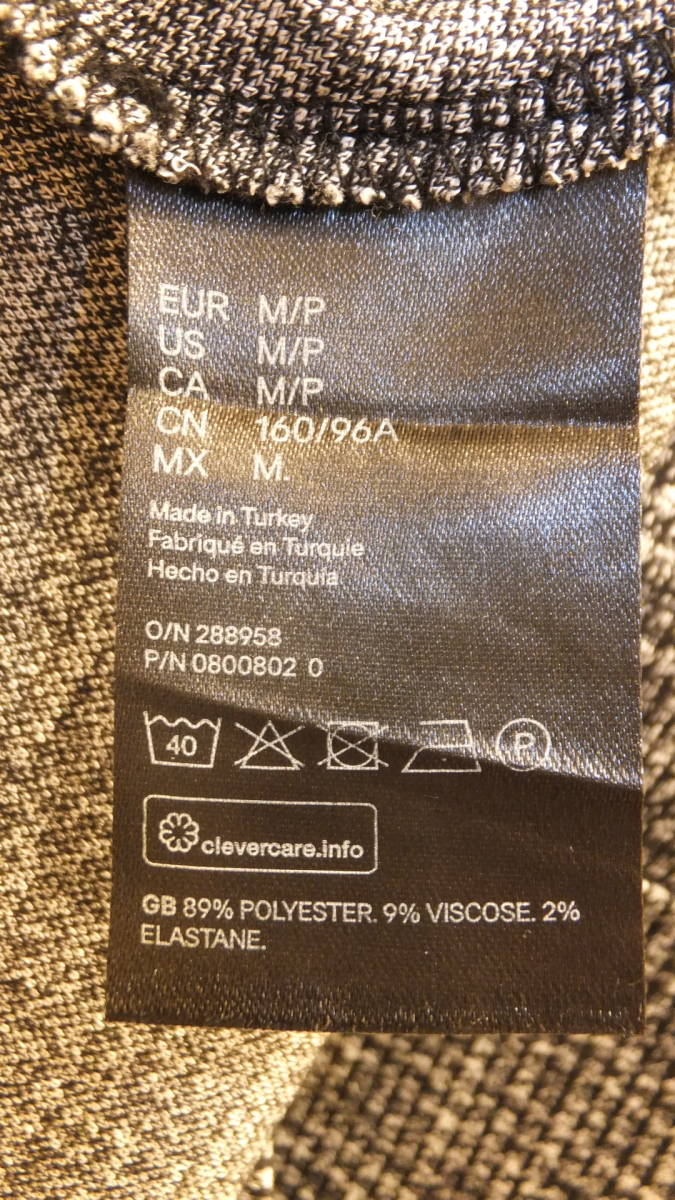 EUR M/P
US M/P
CA M/P
CN 160/96A
MX M.
Made in Turkey
Fabriqué en Turquie
Hecho en Turquia
O/N 288958
P/N 0800802 0
40 P
clevercare.info
GB 89% POLYESTER. 9% VISCOSE. 2%
ELASTANE.